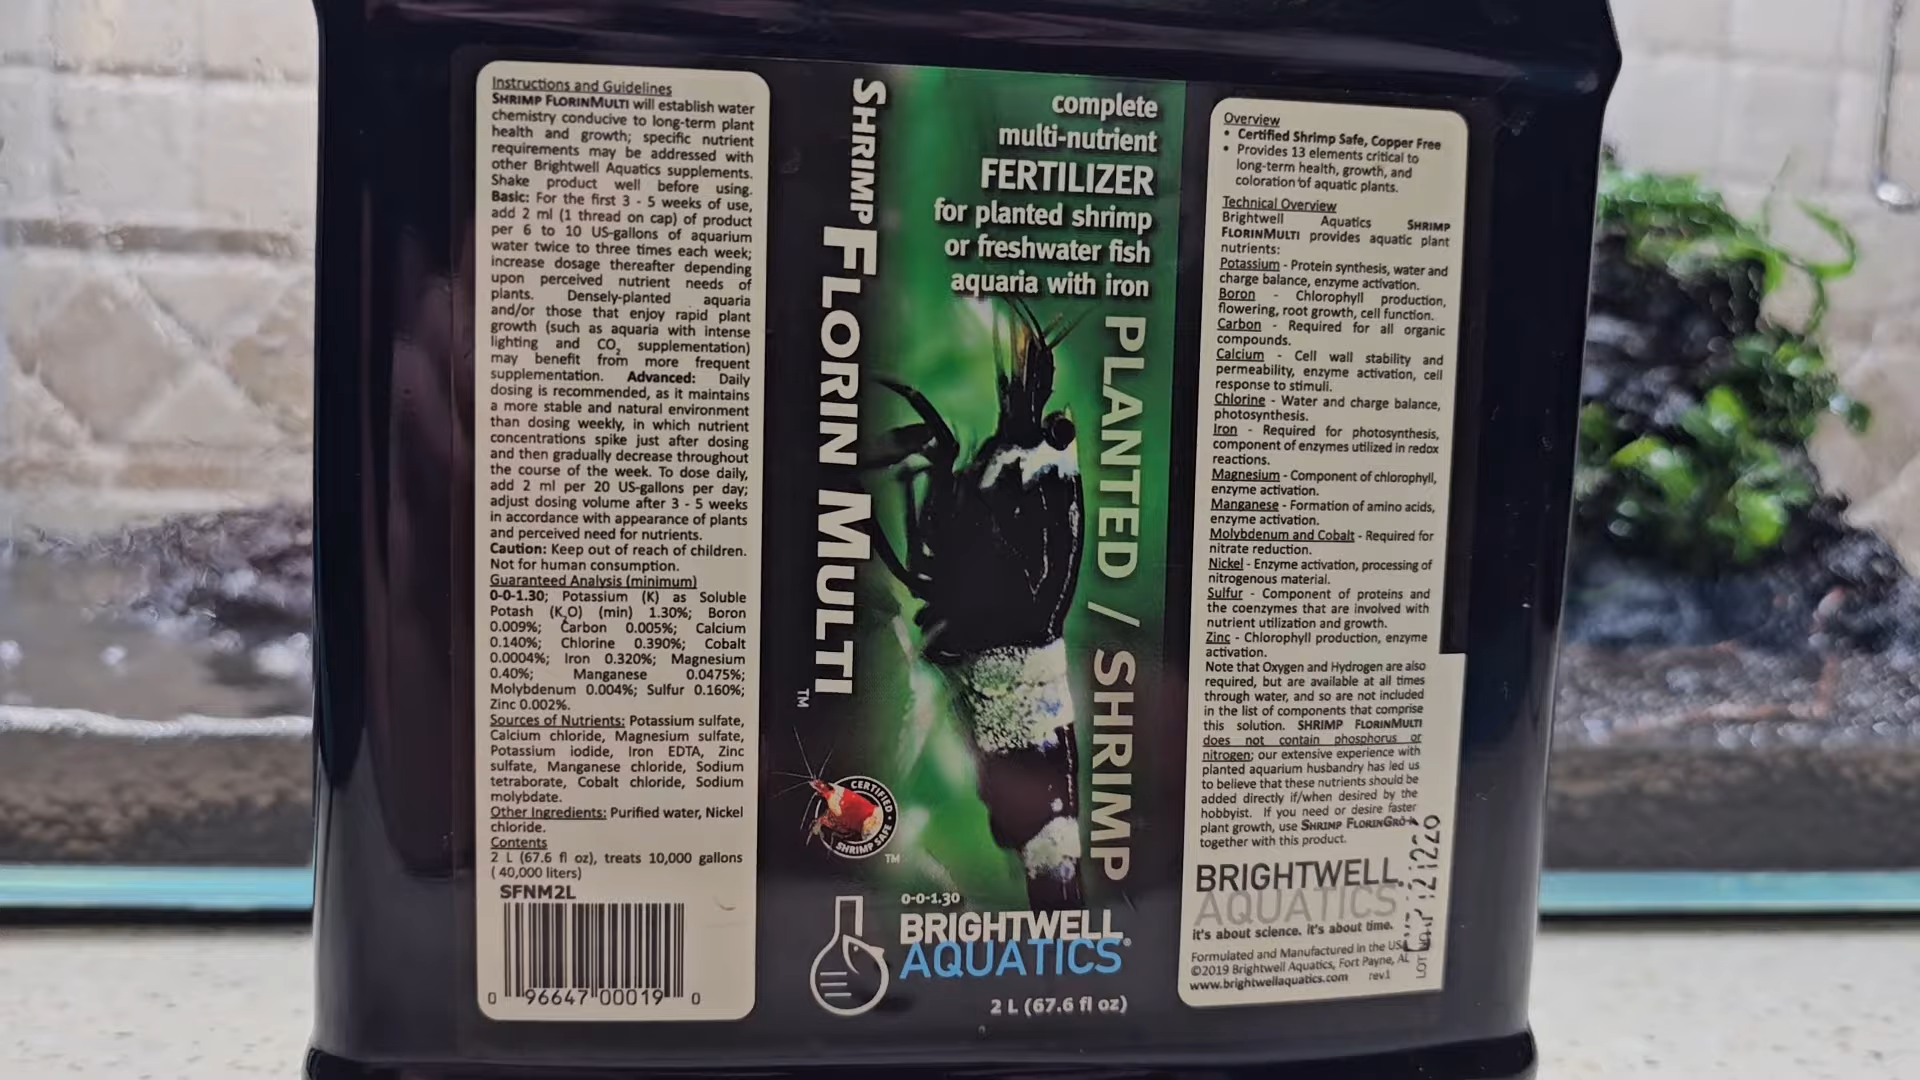 Instructions and Guidelines
SHRIMP FLORINMULTI will establish water
chemistry conducive to long-term plant
health and growth; specific nutrient
requirements may be addressed with
other Brightwell Aquatics supplements.
Shake product well before using.
Basic: For the first 3 - 5 weeks of use,
add 2 ml (1 thread on cap) of product
per 6 to 10 US-gallons of aquarium
water twice to three times each week;
increase dosage thereafter depending
upon perceived nutrient needs of
plants. Densely-planted aquaria
and/or those that enjoy rapid plant
growth (such as aquaria with intense
lighting and CO2 supplementation)
may benefit from more frequent
supplementation. Advanced: Daily
dosing is recommended, as it maintains
a more stable and natural environment
than dosing weekly, in which nutrient
concentrations spike just after dosing
and then gradually decrease throughout
the course of the week. To dose daily,
add 2 ml per 20 US-gallons per day;
adjust dosing volume after 3 - 5 weeks
in accordance with appearance of plants
and perceived need for nutrients.
Caution: Keep out of reach of children.
Not for human consumption.
Guaranteed Analysis (minimum)
0-0-1.30; Potassium (K) as Soluble
Potash (K2O) (min) 1.30%; Boron
0.009%; Carbon 0.005%; Calcium
0.140%; Chlorine 0.390%; Cobalt
0.0004%; Iron 0.320%; Magnesium
0.40%; Manganese 0.0475%;
Molybdenum 0.004%; Sulfur 0.160%;
Zinc 0.002%.
Sources of Nutrients: Potassium sulfate,
Calcium chloride, Magnesium sulfate,
Potassium iodide, Iron EDTA, Zinc
sulfate, Manganese chloride, Sodium
tetraborate, Cobalt chloride, Sodium
molybdate.
Other Ingredients: Purified water, Nickel
chloride.
Contents
2 L (67.6 fl oz), treats 10,000 gallons
( 40,000 liters)
SFNM2L
0 96647 00019 0
SHRIMP FLORIN MULTI™
complete
multi-nutrient
FERTILIZER
for planted shrimp
or freshwater fish
aquaria with iron
PLANTED / SHRIMP
CERTIFIED • SHRIMP SAFE • TM
0-0-1.30
BRIGHTWELL
AQUATICS®
2 L (67.6 fl oz)
Overview
• Certified Shrimp Safe, Copper Free
• Provides 13 elements critical to
long-term health, growth, and
coloration of aquatic plants.
Technical Overview
Brightwell Aquatics SHRIMP
FLORINMULTI provides aquatic plant
nutrients:
Potassium - Protein synthesis, water and
charge balance, enzyme activation.
Boron - Chlorophyll production,
flowering, root growth, cell function.
Carbon - Required for all organic
compounds.
Calcium - Cell wall stability and
permeability, enzyme activation, cell
response to stimuli.
Chlorine - Water and charge balance,
photosynthesis.
Iron - Required for photosynthesis,
component of enzymes utilized in redox
reactions.
Magnesium - Component of chlorophyll,
enzyme activation.
Manganese - Formation of amino acids,
enzyme activation.
Molybdenum and Cobalt - Required for
nitrate reduction.
Nickel - Enzyme activation, processing of
nitrogenous material.
Sulfur - Component of proteins and
the coenzymes that are involved with
nutrient utilization and growth.
Zinc - Chlorophyll production, enzyme
activation.
Note that Oxygen and Hydrogen are also
required, but are available at all times
through water, and so are not included
in the list of components that comprise
this solution. SHRIMP FLORINMULTI
does not contain phosphorus or
nitrogen; our extensive experience with
planted aquarium husbandry has led us
to believe that these nutrients should be
added directly if/when desired by the
hobbyist. If you need or desire faster
plant growth, use SHRIMP FLORINGRO
together with this product.
BRIGHTWELL
AQUATICS
it's about science. it's about time.
Formulated and Manufactured in the USA
©2019 Brightwell Aquatics, Fort Payne, AL
www.brightwellaquatics.com rev1
LOT